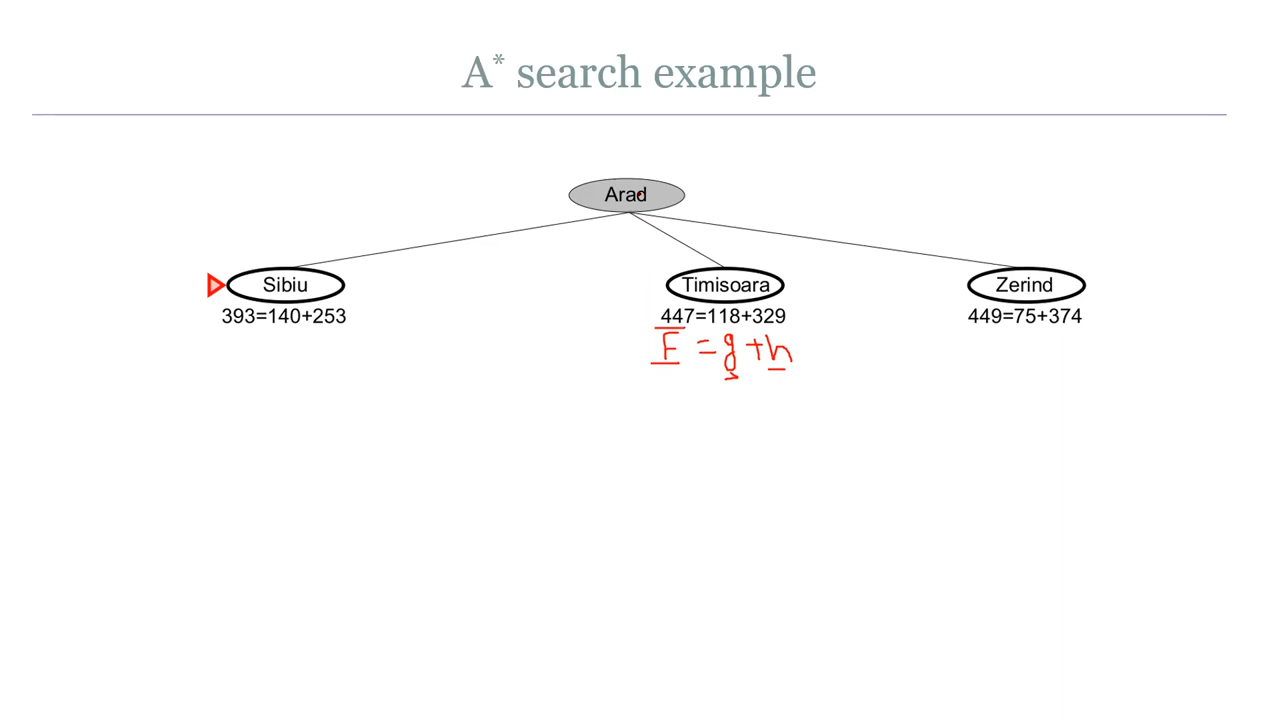 A* search example
Arad
Sibiu
Timisoara
Zerind
393=140+253
447=118+329
449=75+374
F = g + h